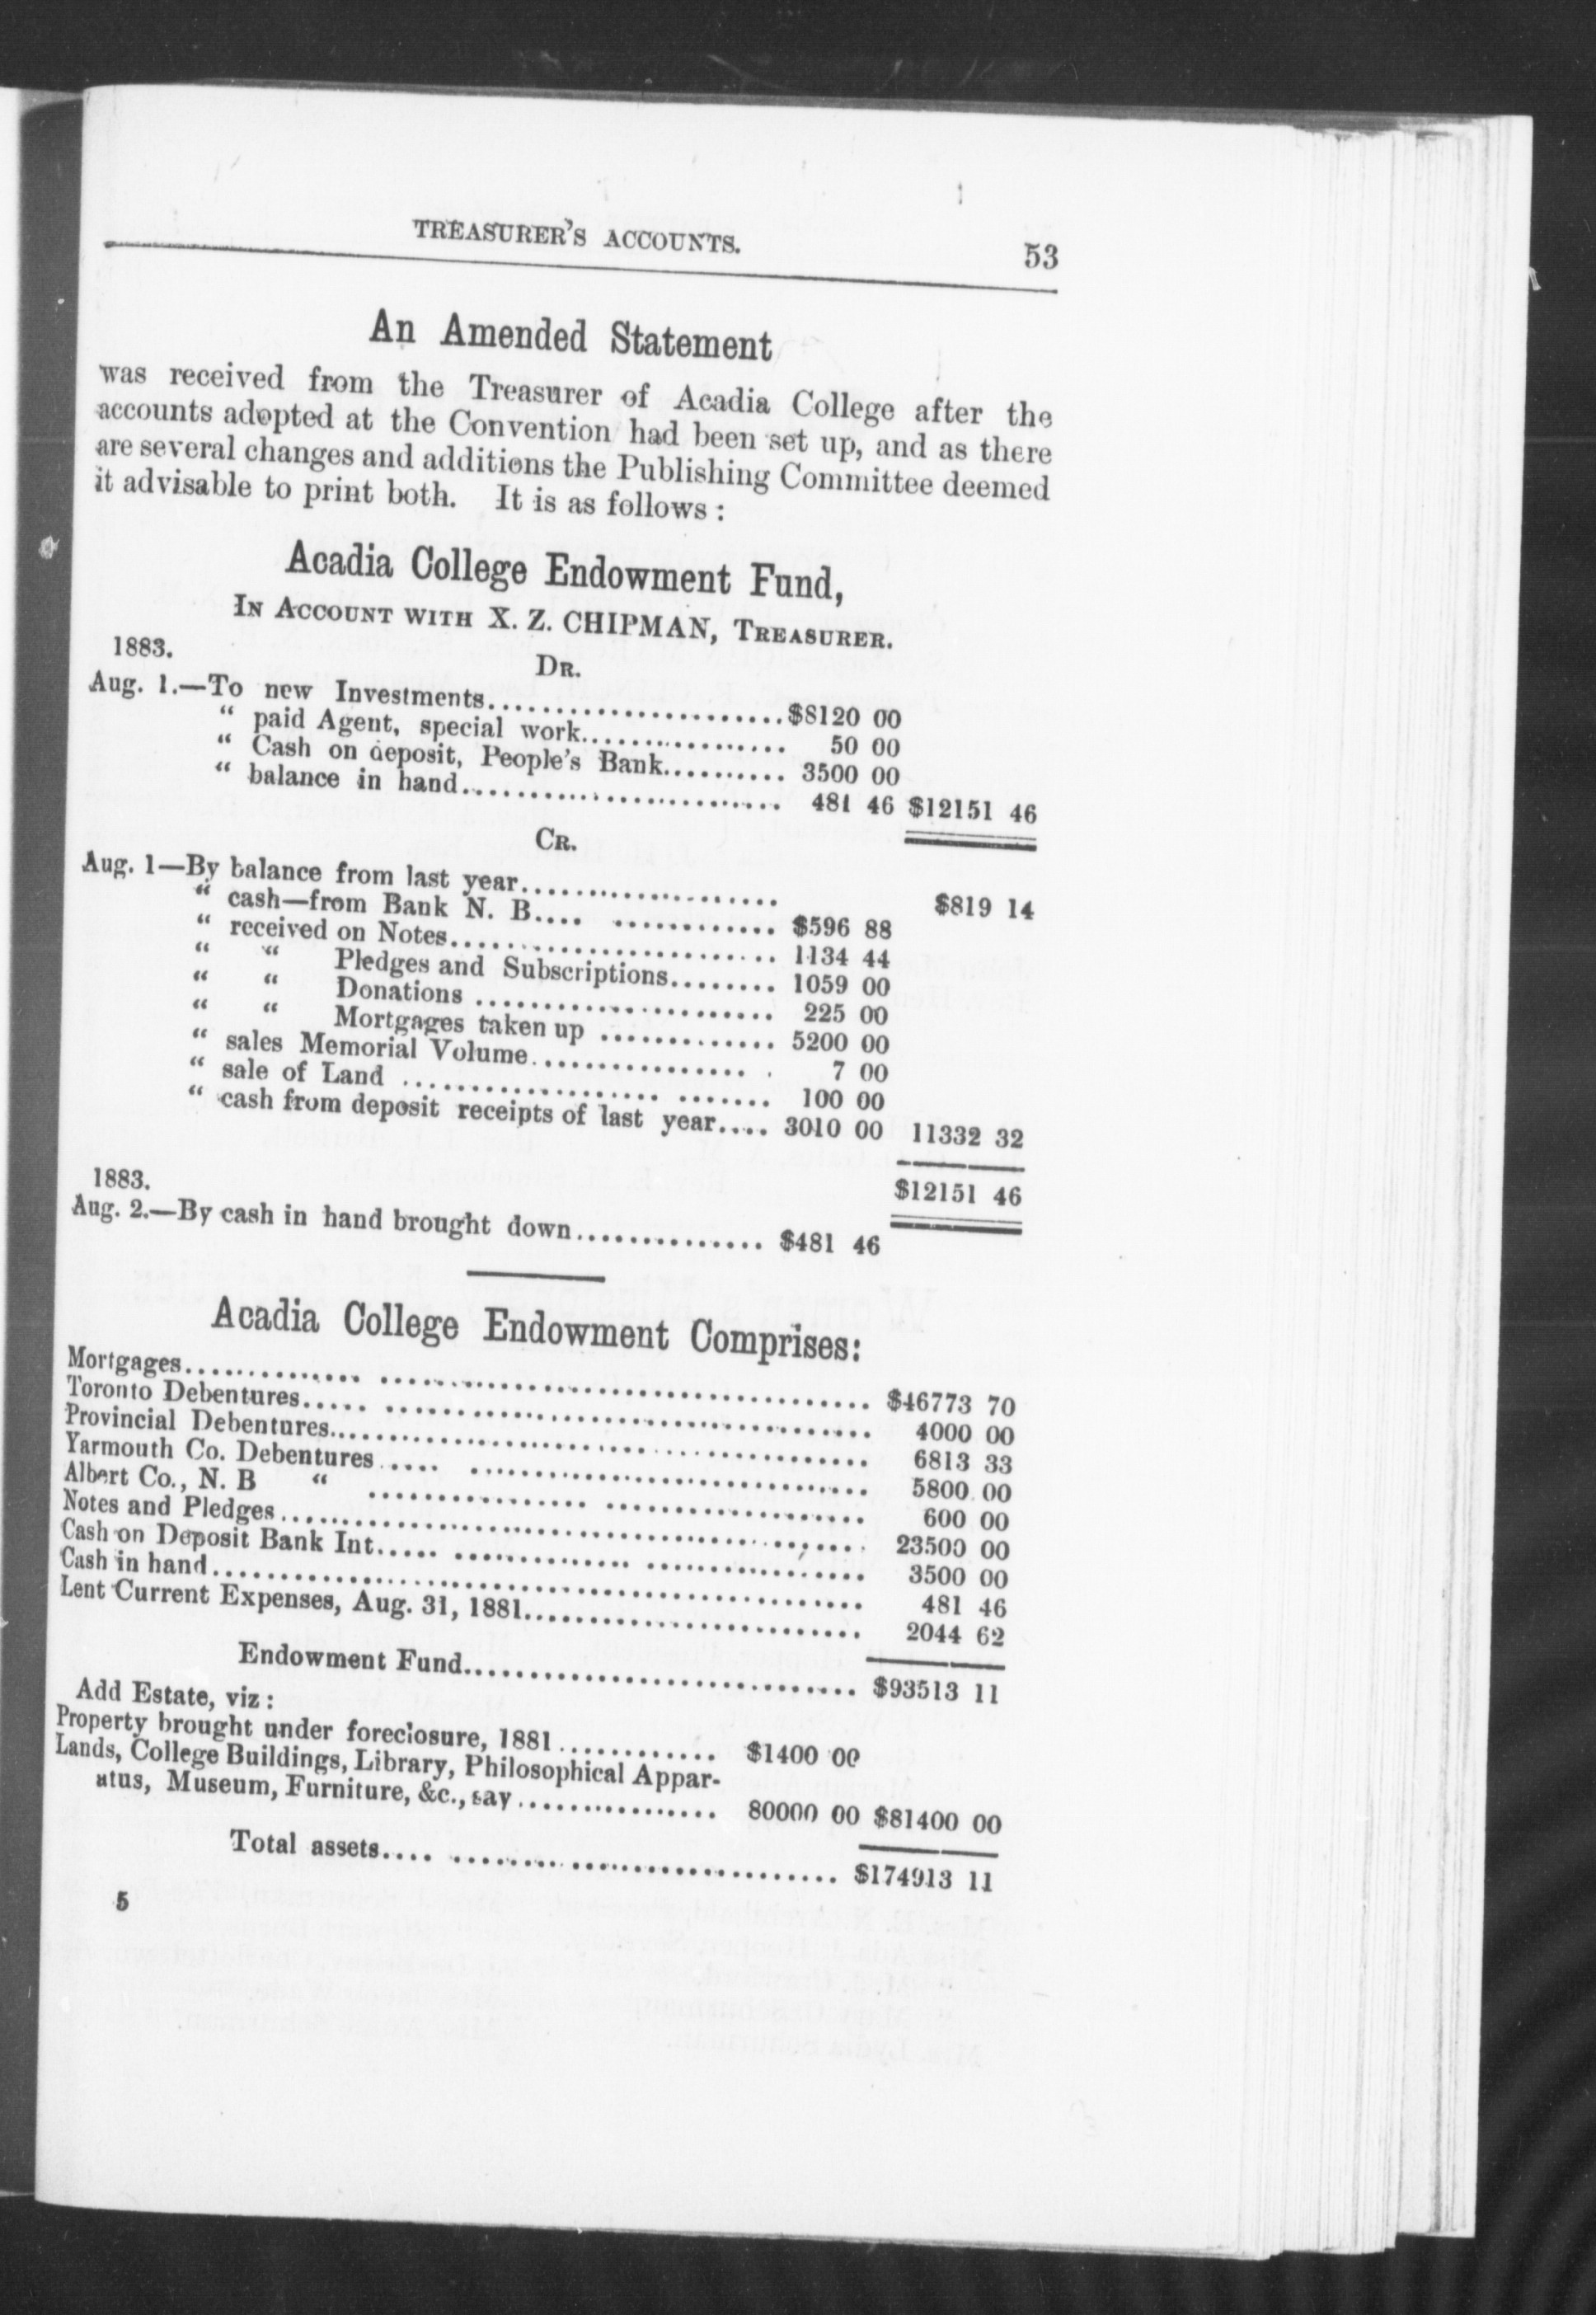 TREASURER'S ACCOUNTS. 53
An Amended Statement
was received from the Treasurer of Acadia College after the
accounts adopted at the Convention had been set up, and as there
are several changes and additions the Publishing Committee deemed
it advisable to print both. It is as follows :
Acadia College Endowment Fund,
IN ACCOUNT WITH X. Z. CHIPMAN, TREASURER.
1883.
DR.
Aug. 1.—To new Investments........................$8120 00
“ paid Agent, special work................ 50 00
“ Cash on deposit, People's Bank.......... 3500 00
“ balance in hand........................ 481 46 $12151 46
CR.
Aug. 1—By balance from last year.................... $819 14
“ cash—from Bank N. B.... ............ $596 88
“ received on Notes........................ 1134 44
“ “ Pledges and Subscriptions........ 1059 00
“ “ Donations ...................... 225 00
“ “ Mortgages taken up .............. 5200 00
“ sales Memorial Volume................ . 7 00
“ sale of Land ................... ....... 100 00
“ cash from deposit receipts of last year.... 3010 00 11332 32
$12151 46
1883.
Aug. 2.—By cash in hand brought down.............. $481 46
Acadia College Endowment Comprises:
Mortgages.............. ..................................... $46773 70
Toronto Debentures..... ..................................... 4000 00
Provincial Debentures........................................ 6813 33
Yarmouth Co. Debentures ..... .............................. 5800 00
Albert Co., N. B “ ................ ................... 600 00
Notes and Pledges............................................ 23500 00
Cash on Deposit Bank Int..... .............. ................ 3500 00
Cash in hand................................................. 481 46
Lent Current Expenses, Aug. 31, 1881......................... 2044 62
Endowment Fund............................. $93513 11
Add Estate, viz :
Property brought under foreclosure, 1881............ $1400 00
Lands, College Buildings, Library, Philosophical Appar-
atus, Museum, Furniture, &c., say................ 80000 00 $81400 00
Total assets.... ............................. $174913 11
5